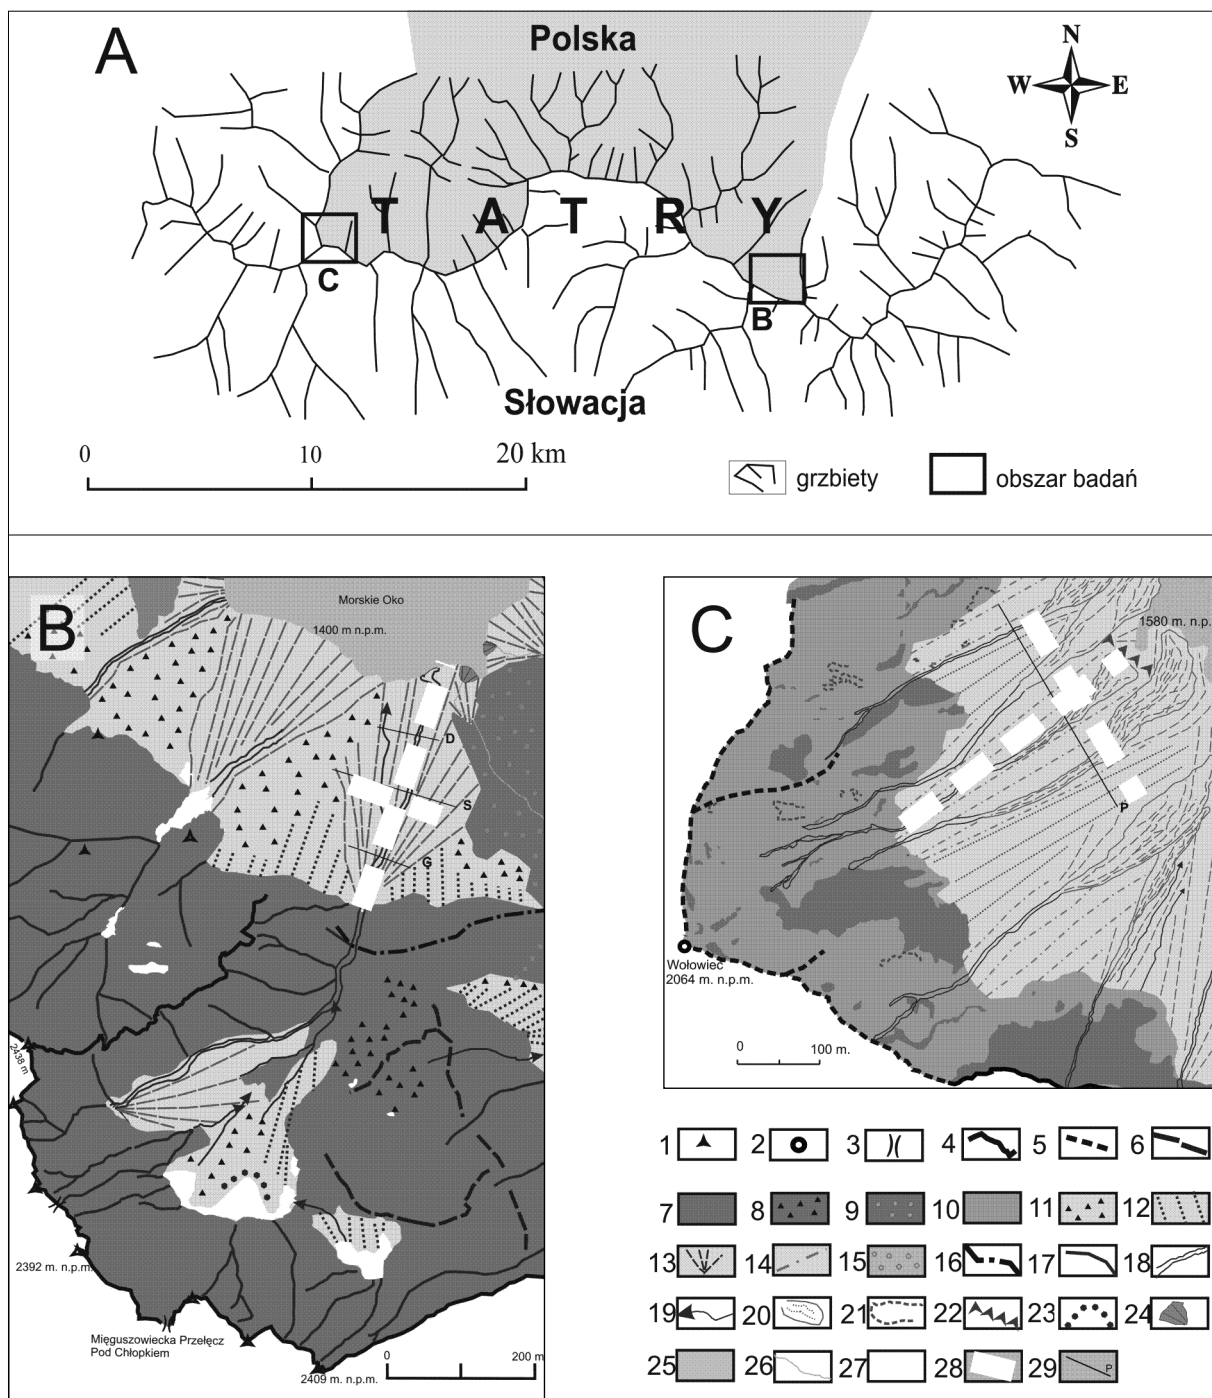 A
Polska
N
W E
S
T A T R Y
C
B
Słowacja
0 10 20 km
grzbiety
obszar badań
B
Morskie Oko
1400 m n.p.m.
D
S
G
2438 m
2392 m. n.p.m.
Mięguszowiecka Przełęcz
Pod Chłopkiem
2409 m. n.p.m.
0 200 m
C
1580 m. n.p.
P
Wołowiec
2064 m. n.p.m.
0 100 m.
1 2 3 4 5 6
7 8 9 10 11 12
13 14 15 16 17 18
19 20 21 22 23 24
25 26 27 28 29
P